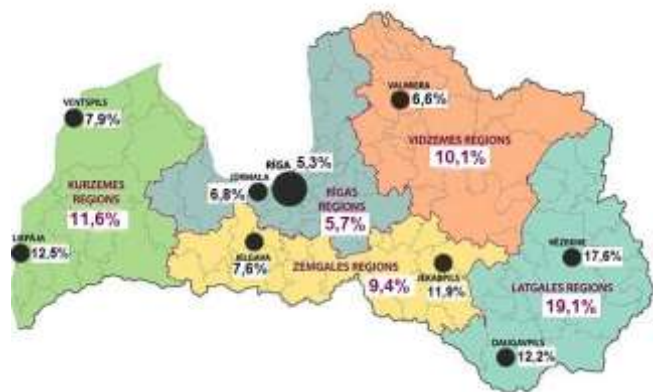 VENTSPILS
7,9%
KURZEMES
REGIONS
11,6%
LIEPĀJA
12,5%
JŪRMALA
6,8%
RĪGA
5,3%
RĪGAS
REGIONS
5,7%
VALMIERA
6,6%
VIDZEMES REGIONS
10,1%
JELGAVA
7,6%
ZEMGALES REGIONS
9,4%
JĒKABPILS
11,9%
RĒZEKNE
17,6%
LATGALES REGIONS
19,1%
DAUGAVPILS
12,2%